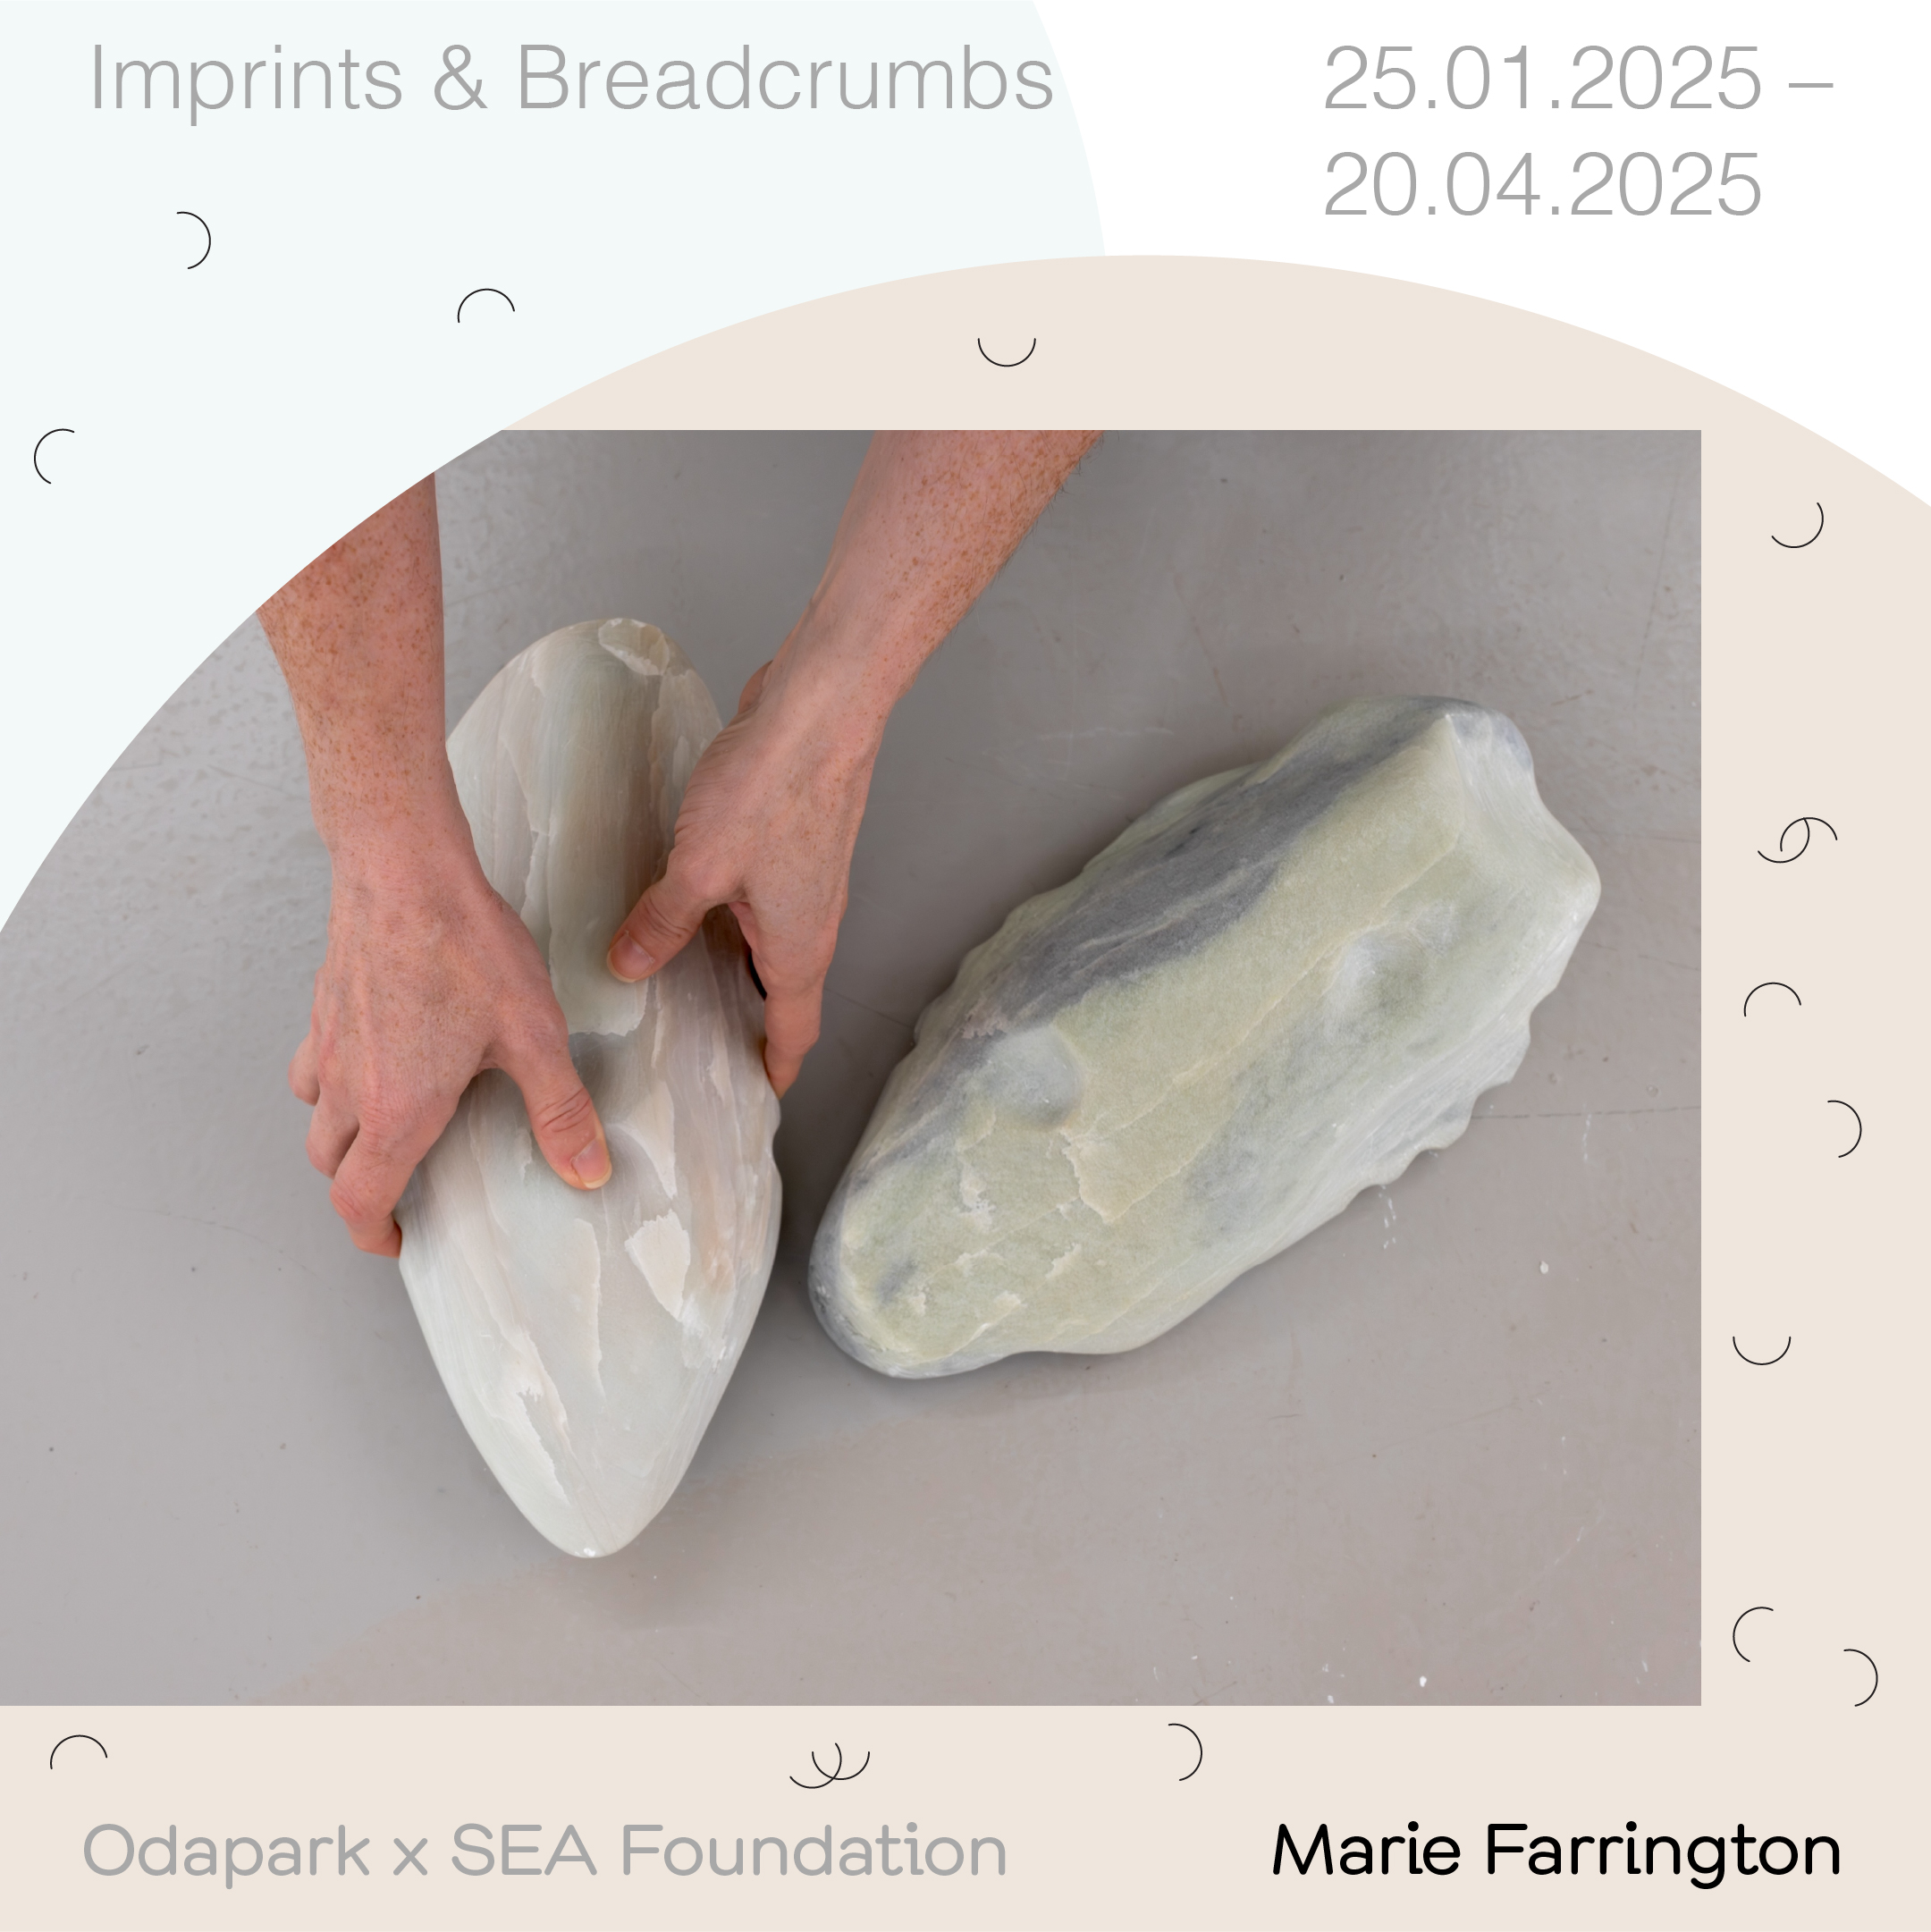 Imprints & Breadcrumbs
25.01.2025 –
20.04.2025
Odapark x SEA Foundation
Marie Farrington